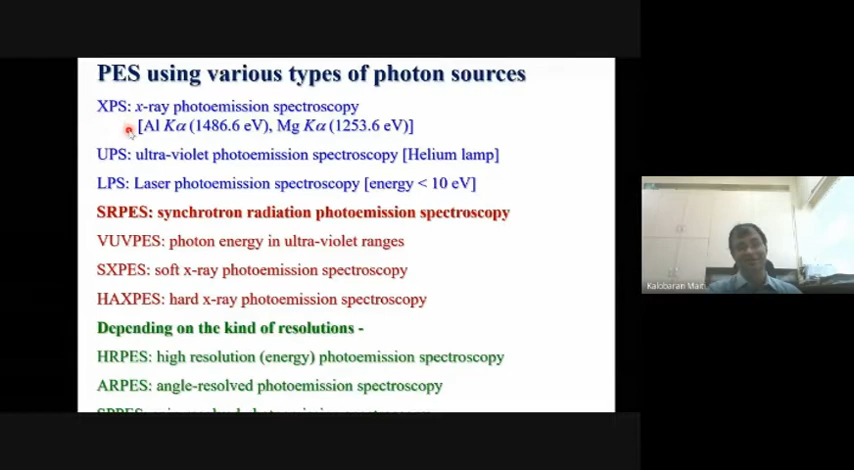 PES using various types of photon sources
XPS: x-ray photoemission spectroscopy
[Al Kα (1486.6 eV), Mg Kα (1253.6 eV)]
UPS: ultra-violet photoemission spectroscopy [Helium lamp]
LPS: Laser photoemission spectroscopy [energy < 10 eV]
SRPES: synchrotron radiation photoemission spectroscopy
VUVPES: photon energy in ultra-violet ranges
SXPES: soft x-ray photoemission spectroscopy
HAXPES: hard x-ray photoemission spectroscopy
Depending on the kind of resolutions -
HRPES: high resolution (energy) photoemission spectroscopy
ARPES: angle-resolved photoemission spectroscopy
Kalobaran Maiti